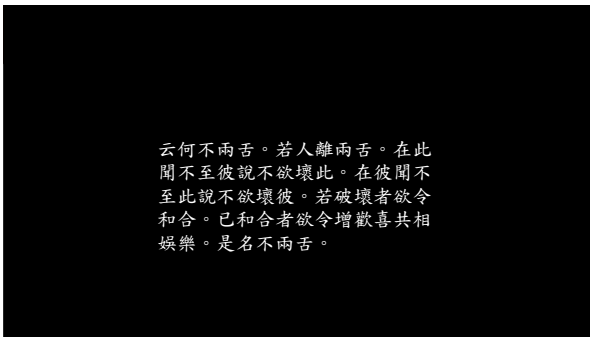 云何不兩舌。若人離兩舌。在此
聞不至彼說不欲壞此。在彼聞不
至此說不欲壞彼。若破壞者欲令
和合。已和合者欲令增歡喜共相
娛樂。是名不兩舌。